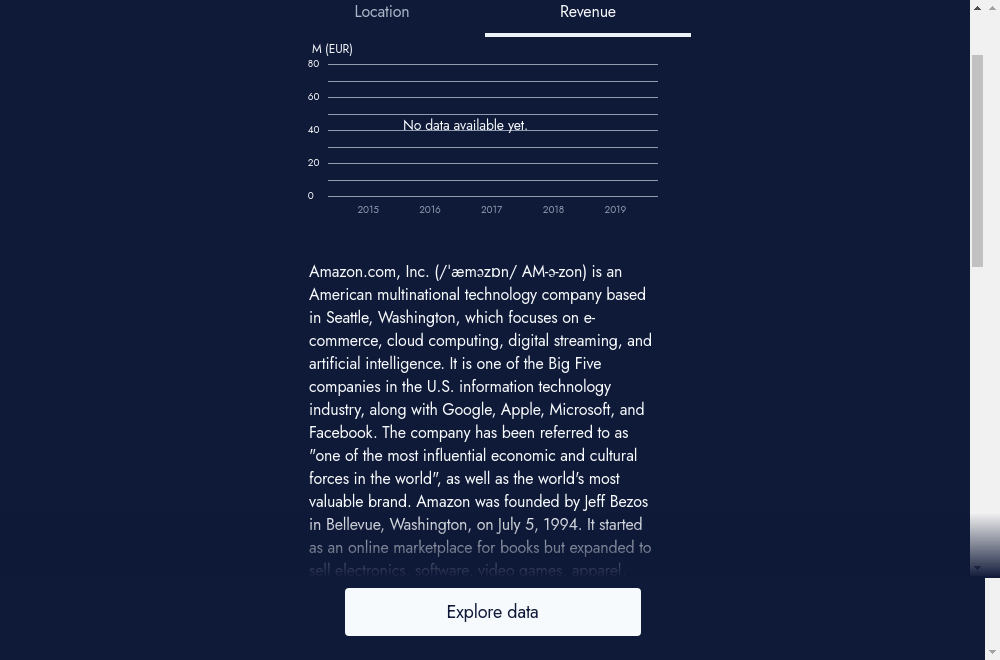 Location
Revenue
M (EUR)
80
60
No data available yet.
40
20
0
2015 2016 2017 2018 2019
Amazon.com, Inc. (/ˈæməzɒn/ AM-ə-zon) is an
American multinational technology company based
in Seattle, Washington, which focuses on e-
commerce, cloud computing, digital streaming, and
artificial intelligence. It is one of the Big Five
companies in the U.S. information technology
industry, along with Google, Apple, Microsoft, and
Facebook. The company has been referred to as
"one of the most influential economic and cultural
forces in the world", as well as the world's most
valuable brand. Amazon was founded by Jeff Bezos
in Bellevue, Washington, on July 5, 1994. It started
as an online marketplace for books but expanded to
sell electronics, software, video games, apparel,
Explore data